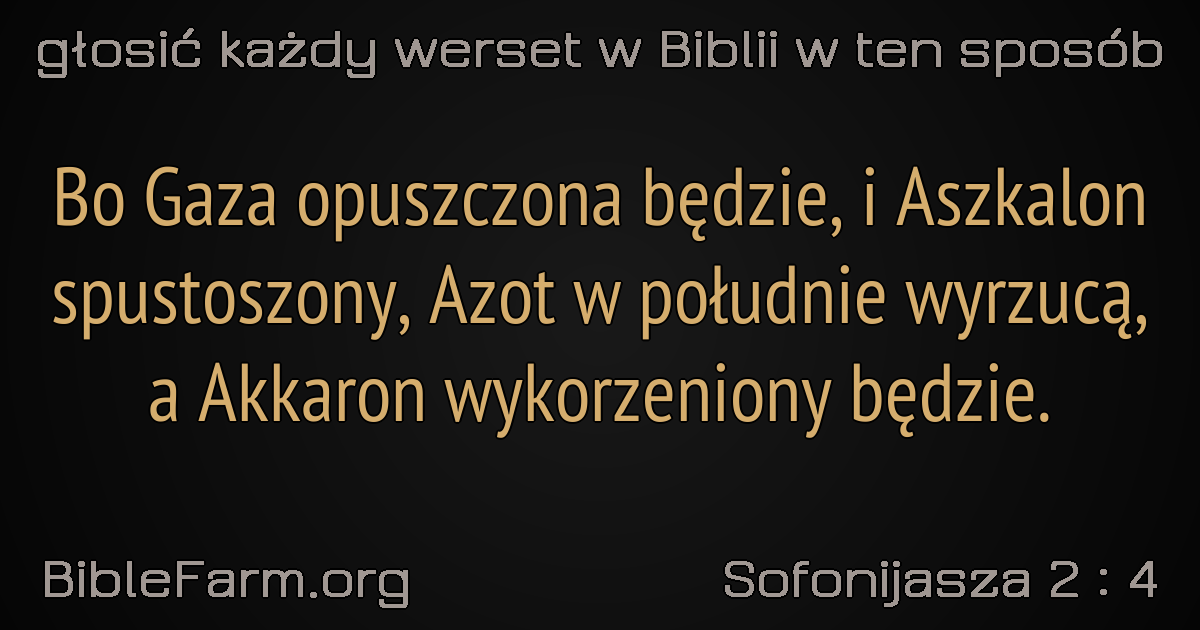 głosić każdy werset w Biblii w ten sposób
Bo Gaza opuszczona będzie, i Aszkalon
spustoszony, Azot w południe wyrzucą,
a Akkaron wykorzeniony będzie.
BibleFarm.org
Sofonijasza 2 : 4